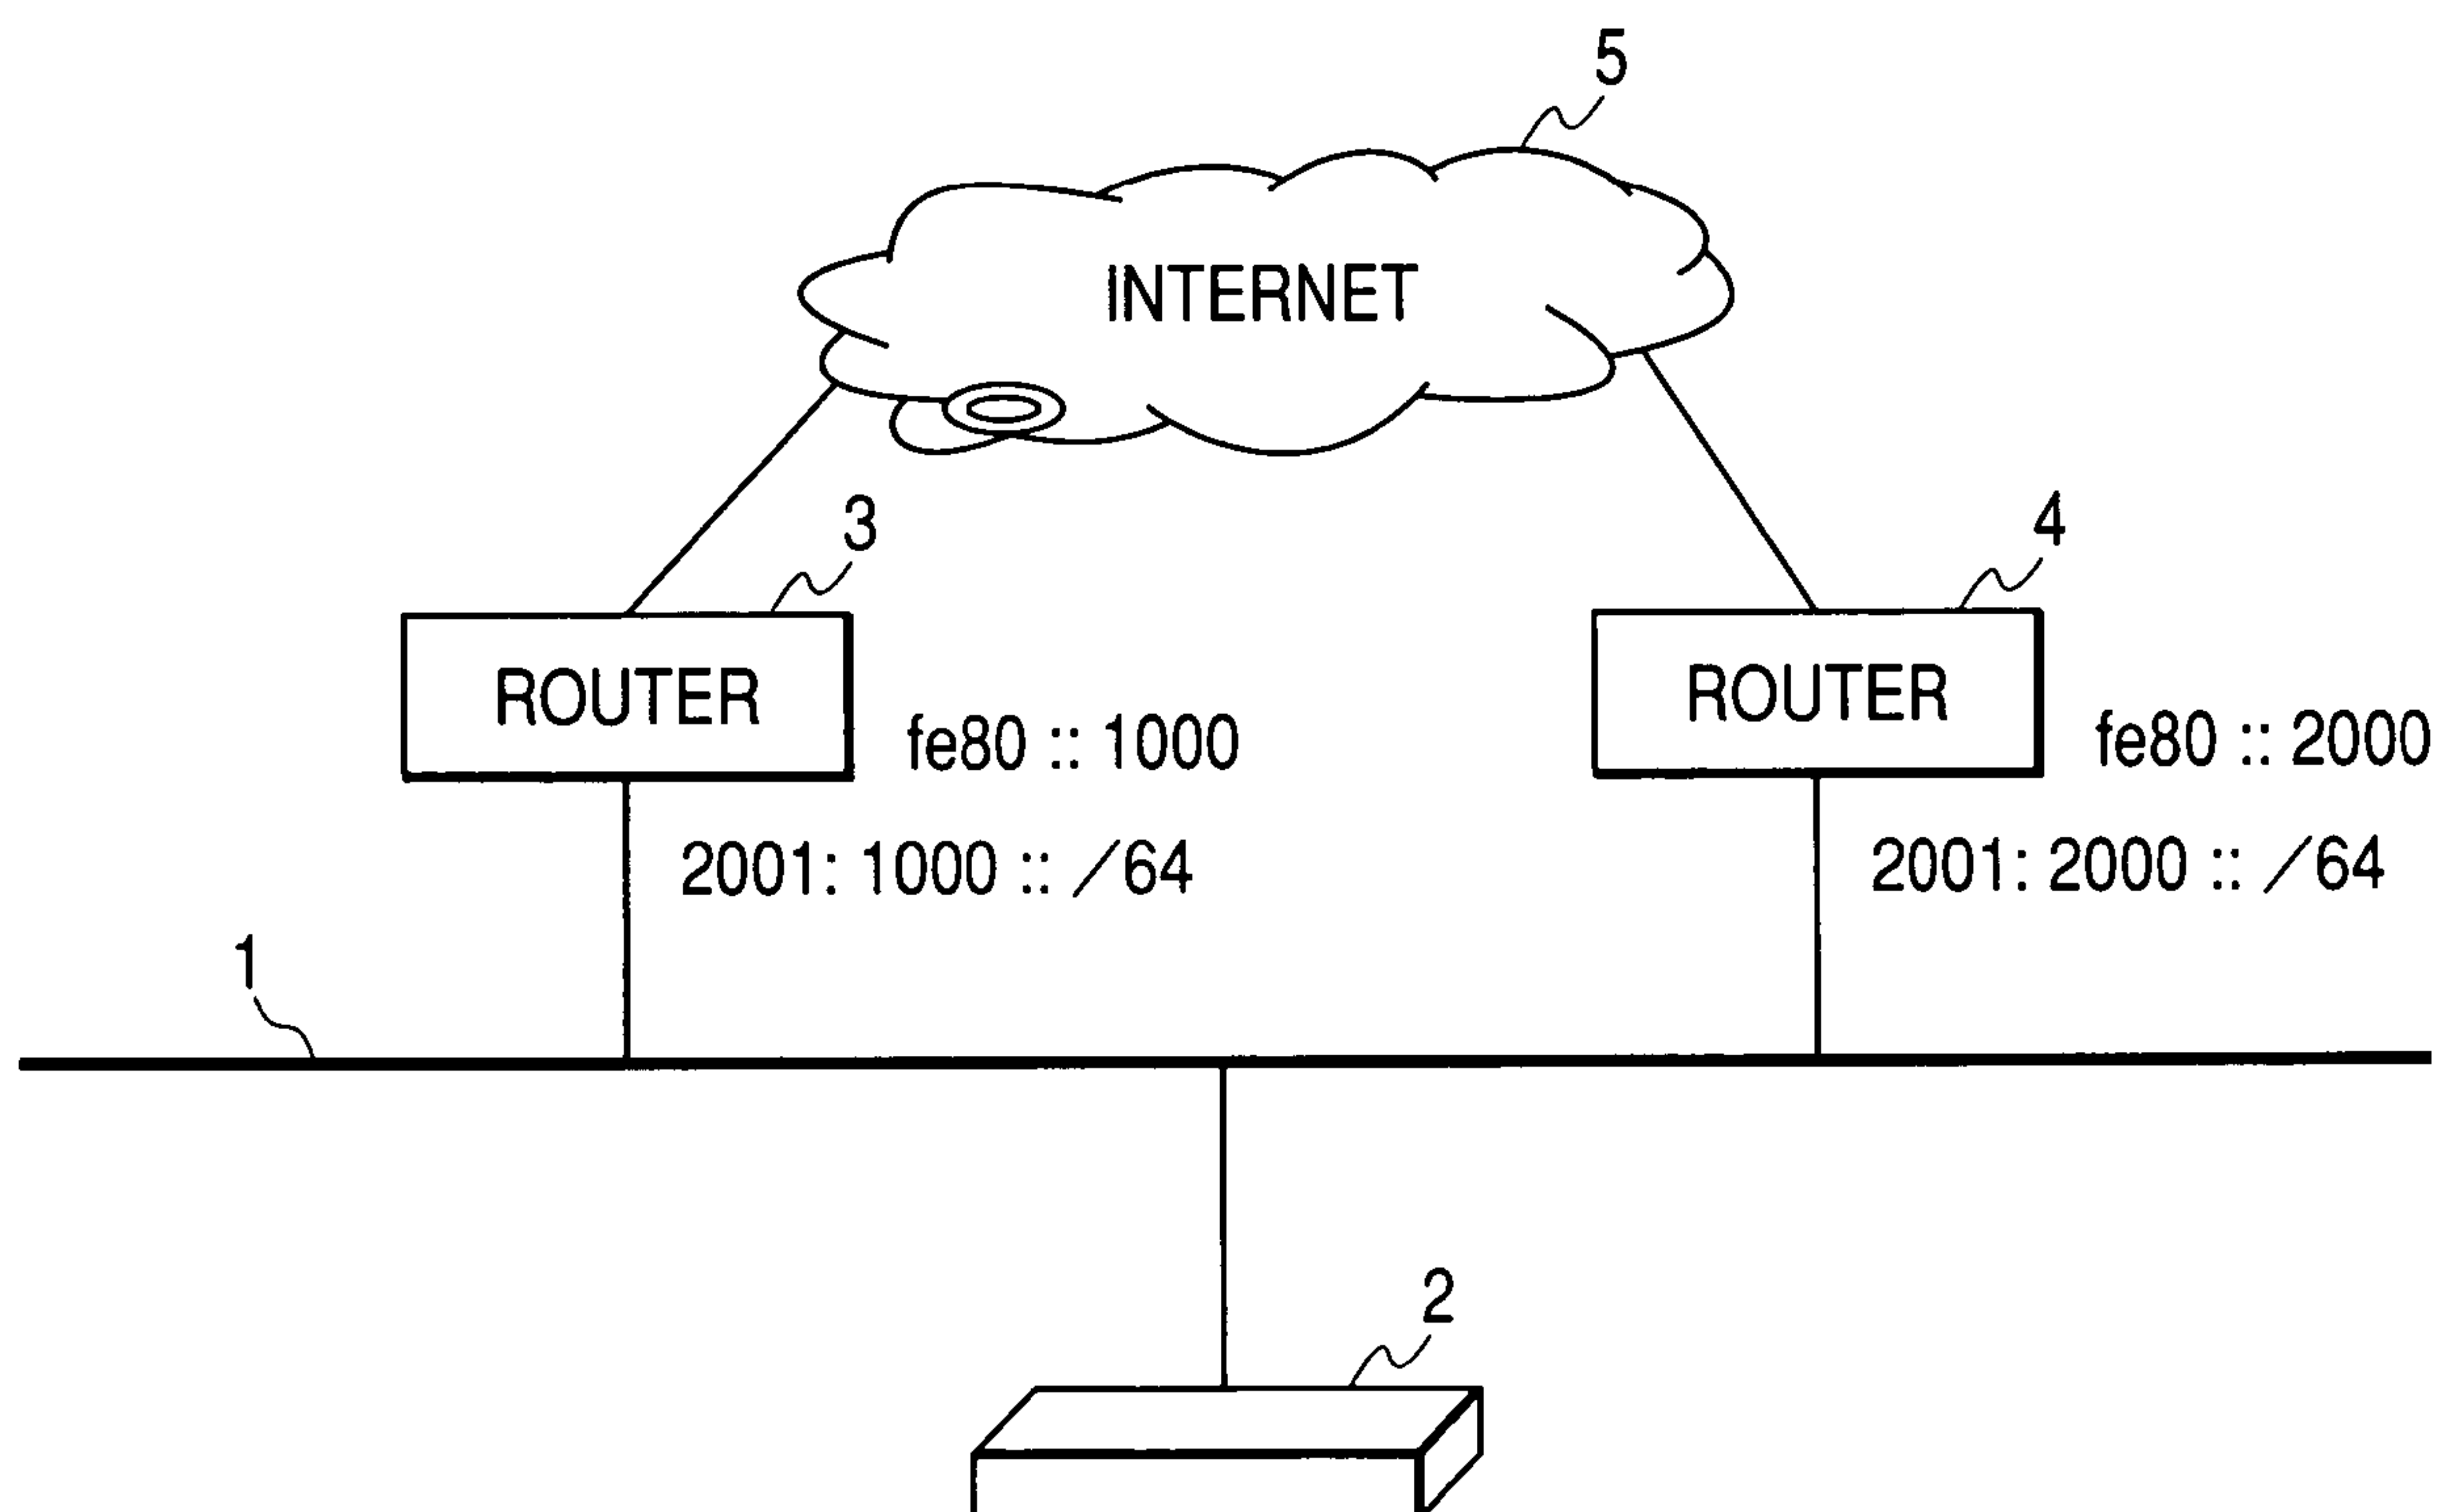 5
INTERNET
3
4
ROUTER
ROUTER
fe80 :: 1000
fe80 :: 2000
2001: 1000 :: /64
2001: 2000 :: /64
1
2